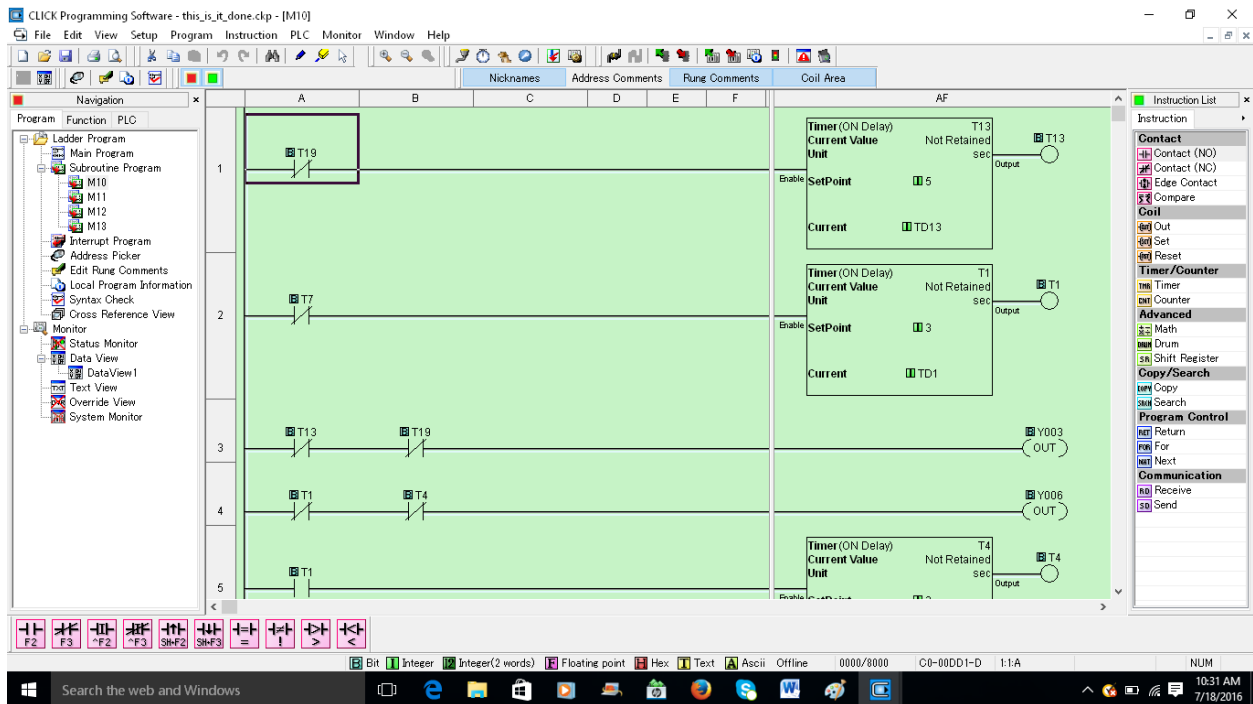 CLICK Programming Software - this_is_it_done.ckp - [M10]
File Edit View Setup Program Instruction PLC Monitor Window Help
Nicknames Address Comments Rung Comments Coil Area
Navigation
Program Function PLC
Ladder Program
Main Program
Subroutine Program
M10
M11
M12
M13
Interrupt Program
Address Picker
Edit Rung Comments
Local Program Information
Syntax Check
Cross Reference View
Monitor
Status Monitor
Data View
DataView1
Text View
Override View
System Monitor
A B C D E F AF
1
T19
Timer (ON Delay) T13
Current Value Not Retained
Unit sec
Enable SetPoint 5
Current TD13
Output
T13
2
T7
Timer (ON Delay) T1
Current Value Not Retained
Unit sec
Enable SetPoint 3
Current TD1
Output
T1
3
T13 T19 Y003
OUT
4
T1 T4 Y006
OUT
5
T1
Timer (ON Delay) T4
Current Value Not Retained
Unit sec
Output
T4
Instruction List
Instruction
Contact
Contact (NO)
Contact (NC)
Edge Contact
Compare
Coil
Out
Set
Reset
Timer/Counter
Timer
Counter
Advanced
Math
Drum
Shift Register
Copy/Search
Copy
Search
Program Control
Return
For
Next
Communication
Receive
Send
F2 F3 ^F2 ^F3 SH+F2 SH+F3 = ! > <
B Bit I Integer I2 Integer(2 words) F Floating point H Hex T Text A Ascii Offline 0000/8000 C0-00DD1-D 1:1:A NUM
Search the web and Windows
10:31 AM
7/18/2016